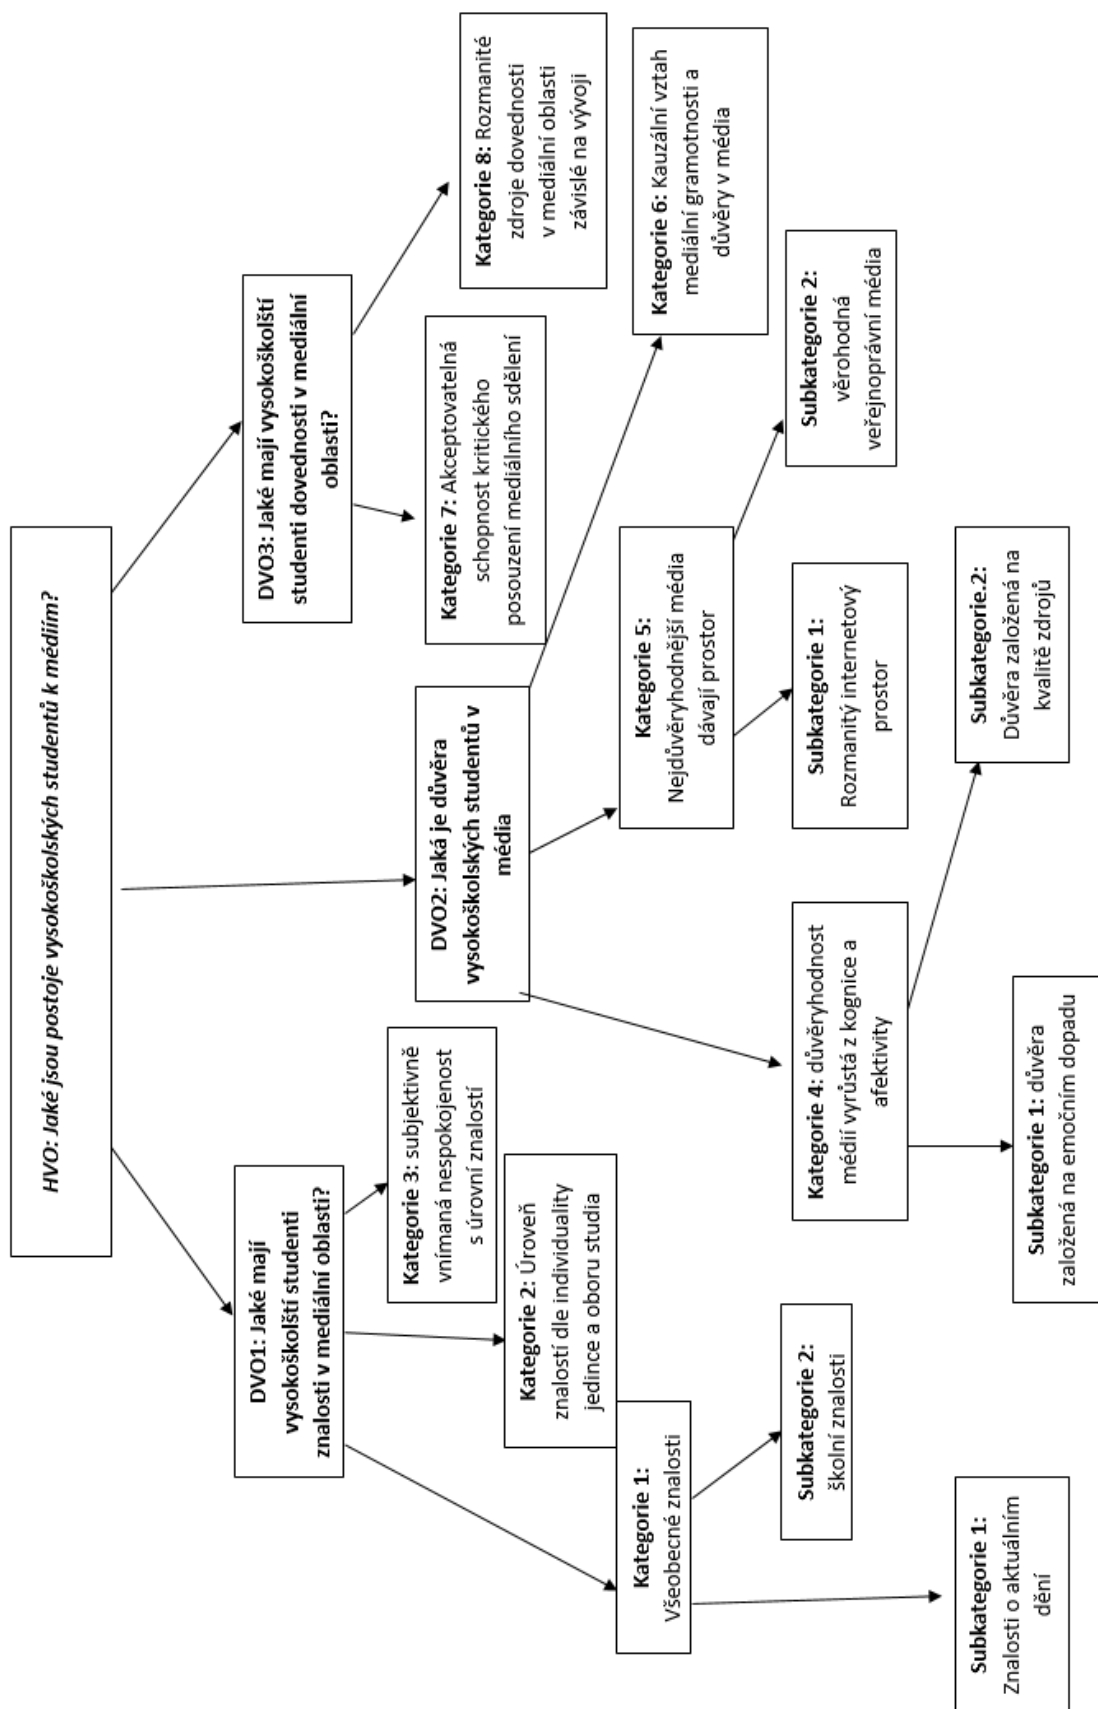 HVO: Jaké jsou postoje vysokoškolských studentů k médiím?
DVO1: Jaké mají
vysokoškolští studenti
znalosti v mediální oblasti?
DVO2: Jaká je důvěra
vysokoškolských studentů v
média
DVO3: Jaké mají vysokoškolští
studenti dovednosti v mediální
oblasti?
Kategorie 3: subjektivně
vnímaná nespokojenost
s úrovní znalostí
Kategorie 2: Úroveň
znalostí dle individuality
jedince a oboru studia
Kategorie 1:
Všeobecné znalosti
Subkategorie 1:
Znalosti o aktuálním
dění
Subkategorie 2:
školní znalosti
Kategorie 4: důvěryhodnost
médií vyrůstá z kognice a
afektivity
Subkategorie 1: důvěra
založená na emočním dopadu
Subkategorie.2:
Důvěra založená na
kvalitě zdrojů
Kategorie 5:
Nejdůvěryhodnější média
dávají prostor
Subkategorie 1:
Rozmanitý internetový
prostor
Subkategorie 2:
věrohodná
veřejnoprávní média
Kategorie 6: Kauzální vztah
mediální gramotnosti a
důvěry v média
Kategorie 7: Akceptovatelná
schopnost kritického
posouzení mediálního sdělení
Kategorie 8: Rozmanité
zdroje dovednosti
v mediální oblasti
závislé na vývoji